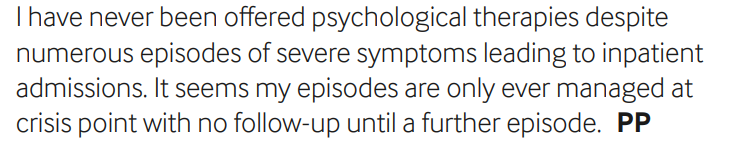 I have never been offered psychological therapies despite
numerous episodes of severe symptoms leading to inpatient
admissions. It seems my episodes are only ever managed at
crisis point with no follow-up until a further episode. PP